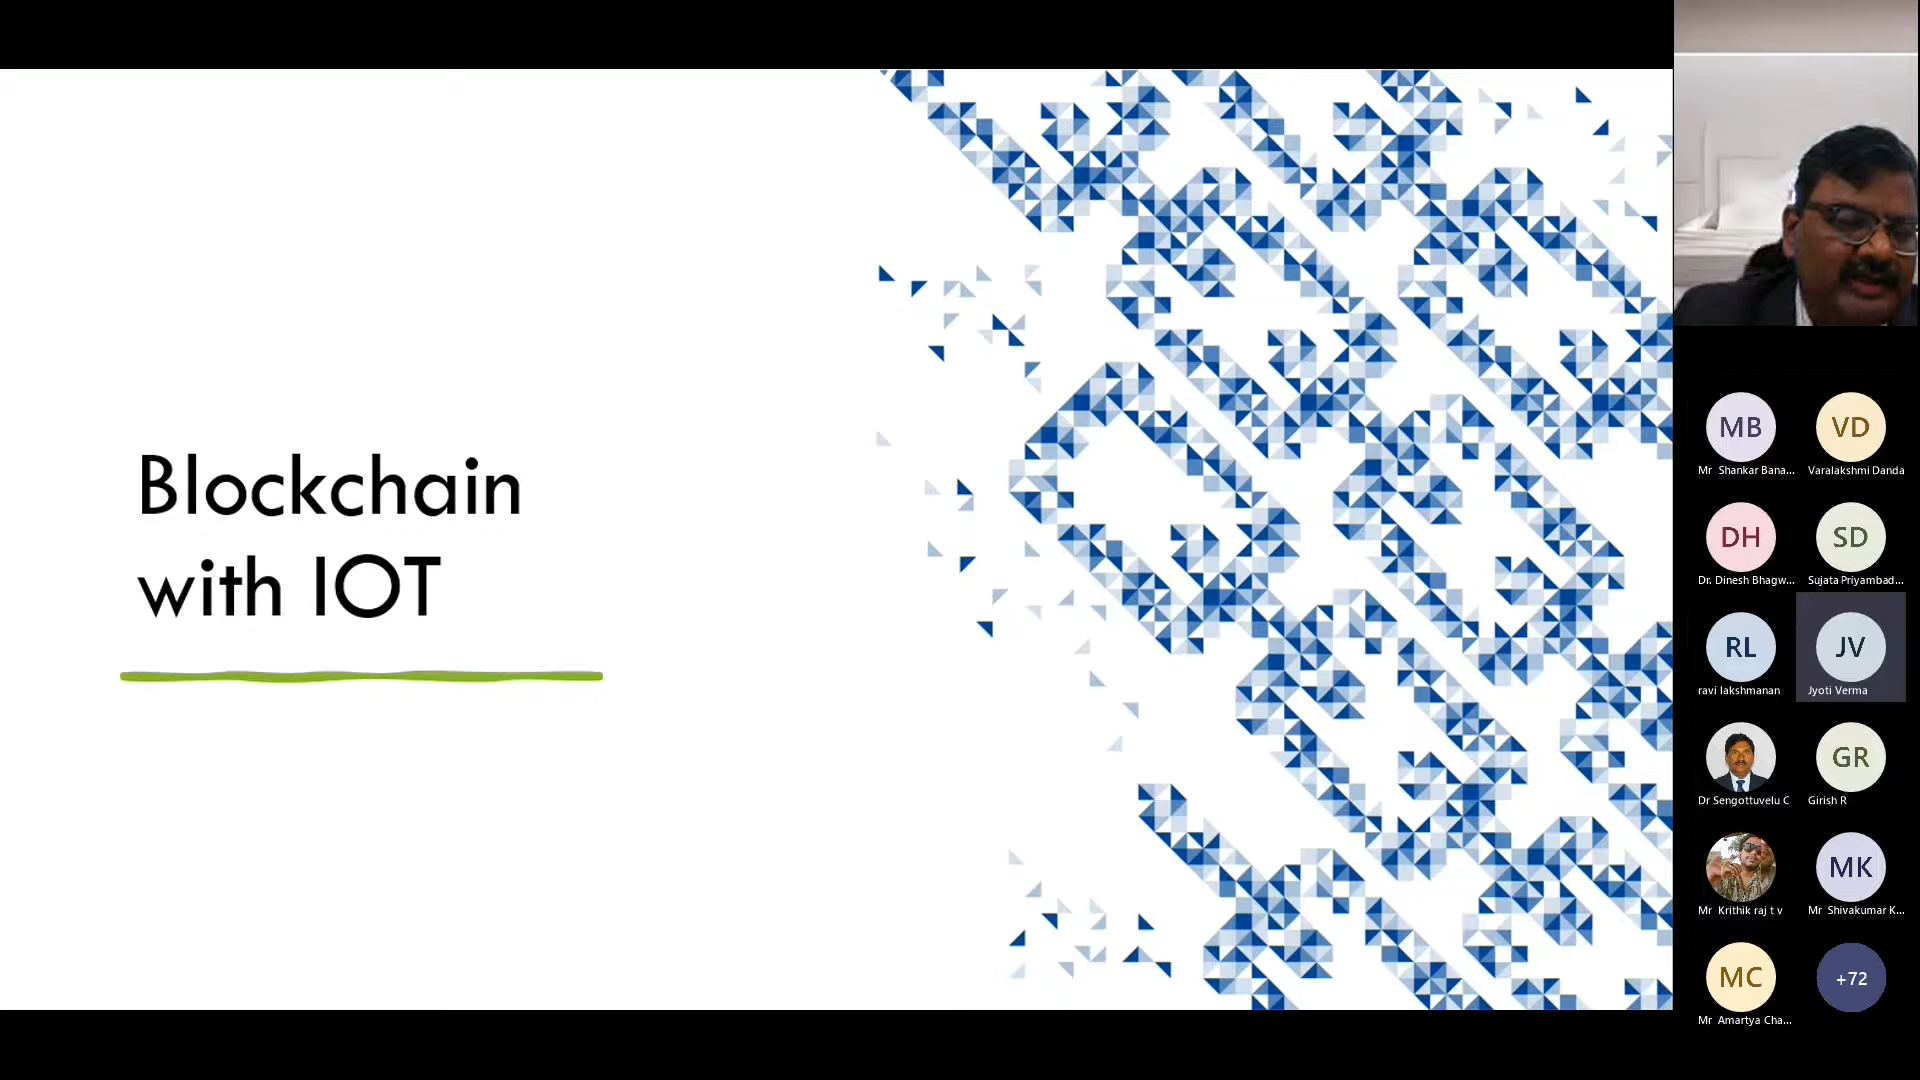 Blockchain
with IOT
MB
VD
Mr Shankar Bana...
Varalakshmi Danda
DH
SD
Dr. Dinesh Bhagw...
Sujata Priyambad...
RL
JV
ravi lakshmanan
Jyoti Verma
GR
Dr Sengottuvelu C
Girish R
MK
Mr Krithik raj t v
Mr Shivakumar K...
MC
+72
Mr Amartya Cha...